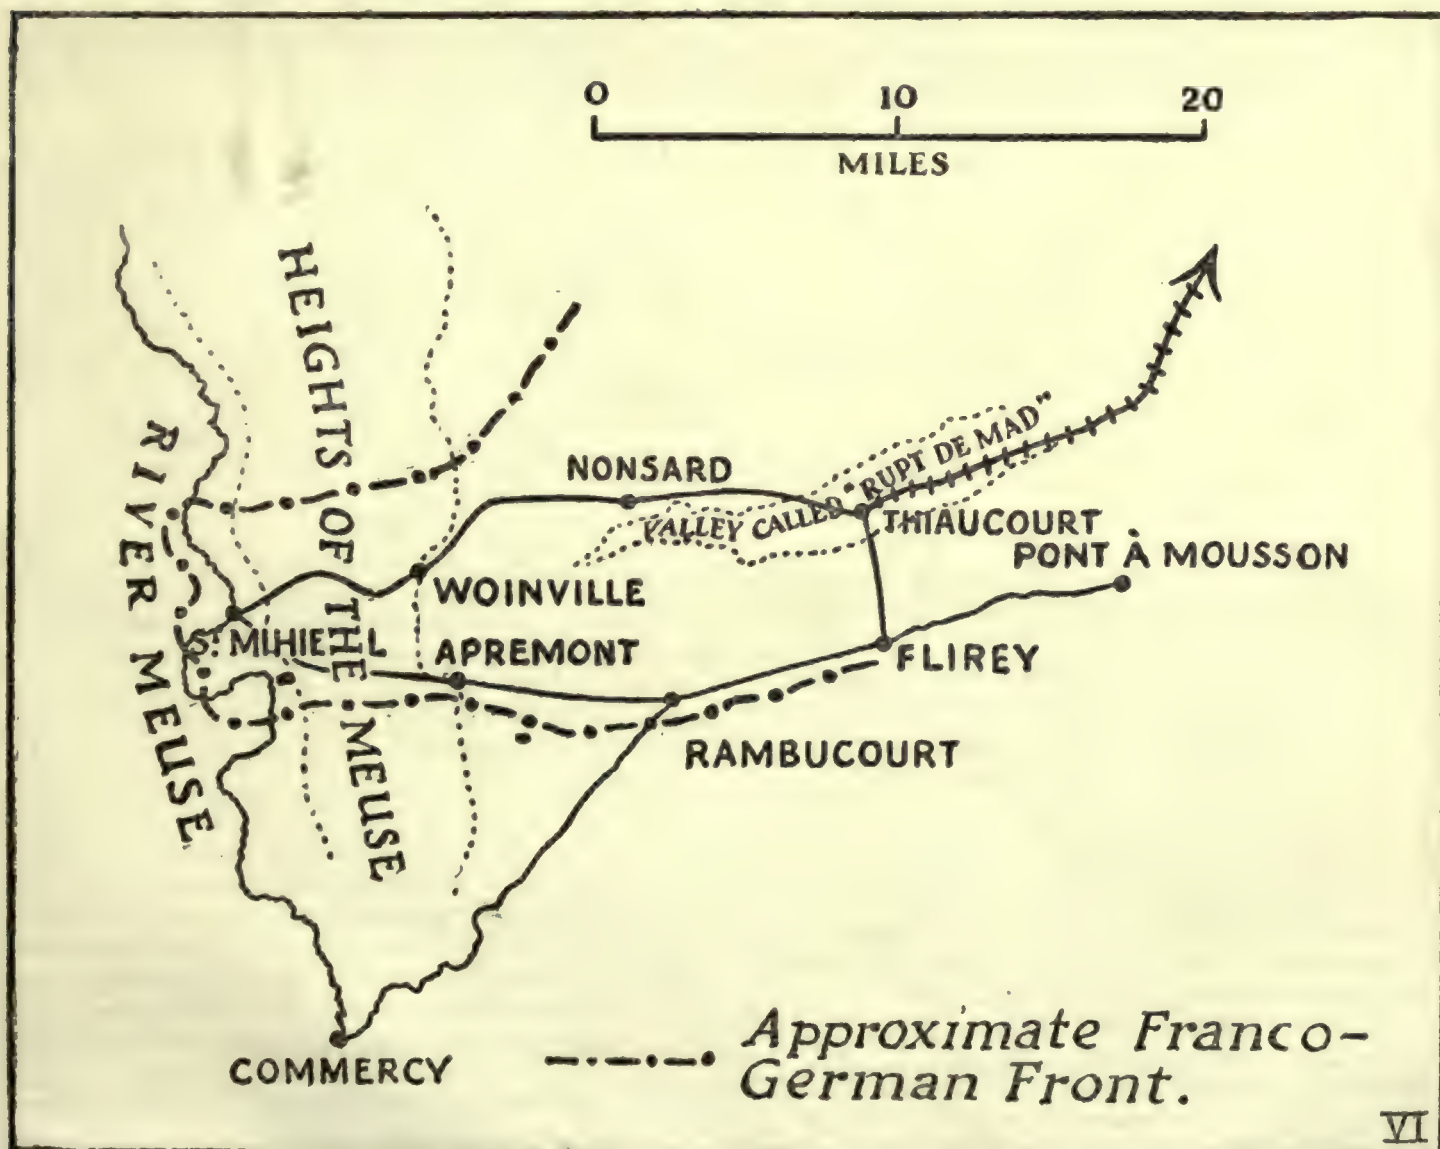 0 10 20
MILES
HEIGHTS OF THE MEUSE
RIVER MEUSE
NONSARD
VALLEY CALLED "RUPT DE MAD"
THIAUCOURT
PONT À MOUSSON
WOINVILLE
S! MIHIEL
APREMONT
FLIREY
RAMBUCOURT
COMMERCY
Approximate Franco-
German Front.
VI